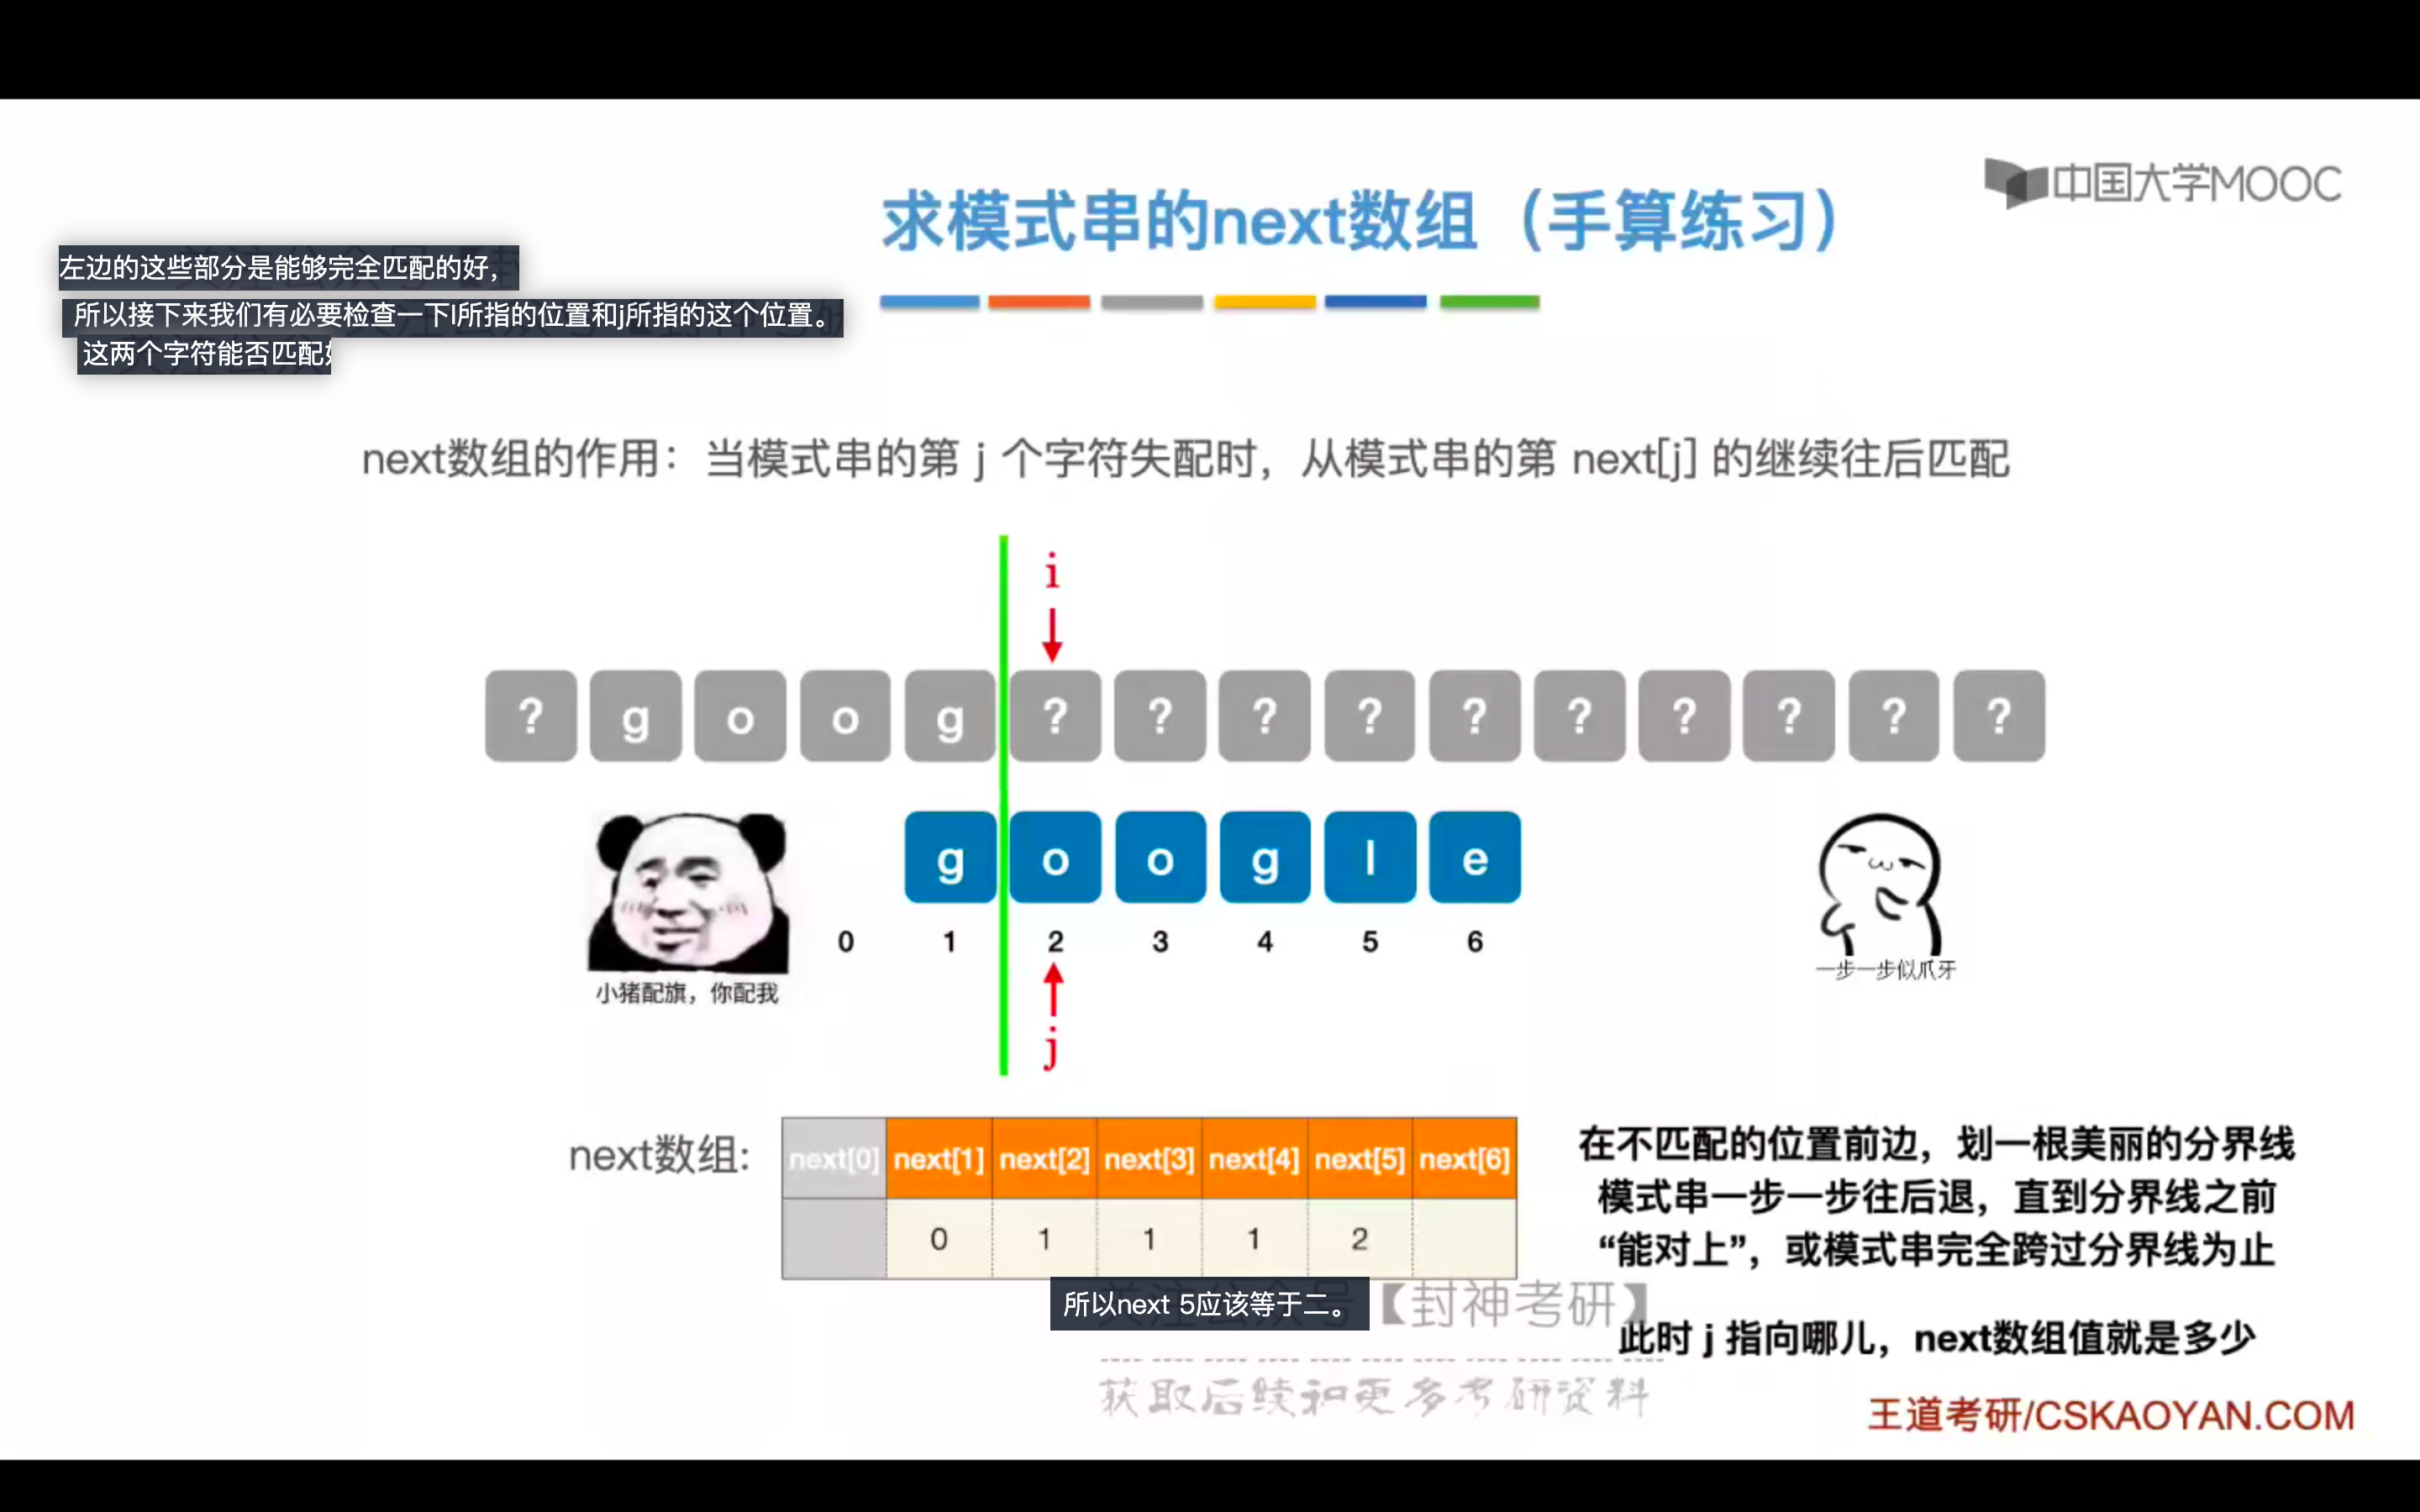 中国大学MOOC
求模式串的next数组（手算练习）
左边的这些部分是能够完全匹配的好，
所以接下来我们有必要检查一下I所指的位置和j所指的这个位置。
这两个字符能否匹配
next数组的作用：当模式串的第 j 个字符失配时，从模式串的第 next[j] 的继续往后匹配
i
? g o o g ? ? ? ? ? ? ? ? ? ?
g o o g l e
0 1 2 3 4 5 6
j
小猪配旗，你配我
一步一步似爪牙
next数组:
next[0] next[1] next[2] next[3] next[4] next[5] next[6]
0 1 1 1 2
在不匹配的位置前边，划一根美丽的分界线
模式串一步一步往后退，直到分界线之前
“能对上”，或模式串完全跨过分界线为止
此时 j 指向哪儿，next数组值就是多少
所以next 5应该等于二。
【封神考研】
获取后续和更多考研资料
王道考研/CSKAOYAN.COM